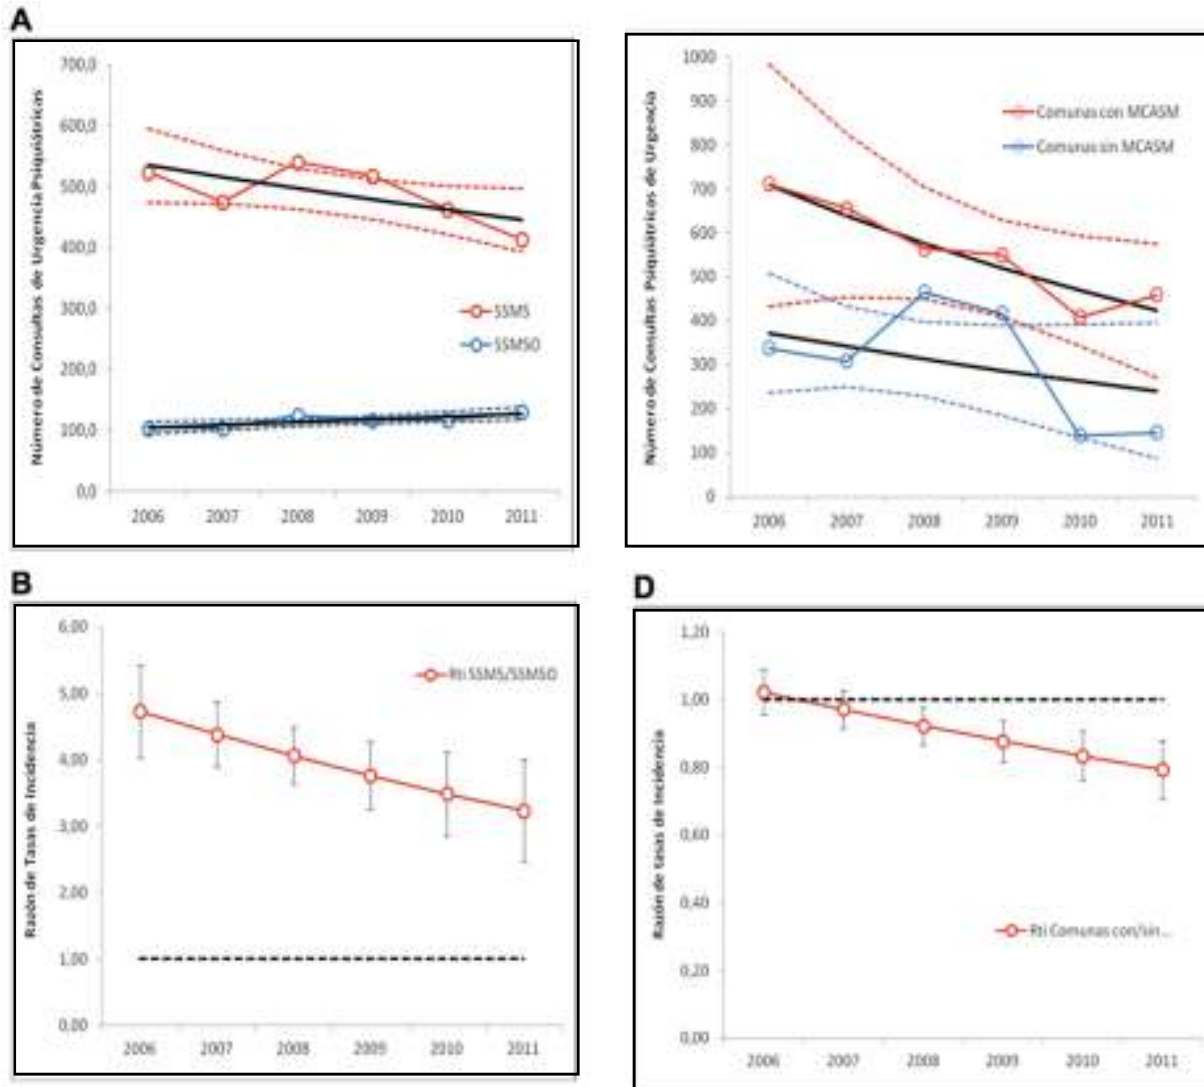 A
Número de Consultas de Urgencia Psiquiátricas
700,0
600,0
500,0
400,0
300,0
200,0
100,0
0,0
SSMS
SSMSO
2006 2007 2008 2009 2010 2011
Número de Consultas Psiquiátricas de Urgencia
1000
900
800
700
600
500
400
300
200
100
0
Comunas con MCASM
Comunas sin MCASM
2006 2007 2008 2009 2010 2011
B
Razón de Tasas de Incidencia
6,00
5,00
4,00
3,00
2,00
1,00
0,00
Rti SSMS/SSMSO
2006 2007 2008 2009 2010 2011
D
Razón de tasas de Incidencia
1,20
1,00
0,80
0,60
0,40
0,20
0,00
Rti Comunas con/sin...
2006 2007 2008 2009 2010 2011